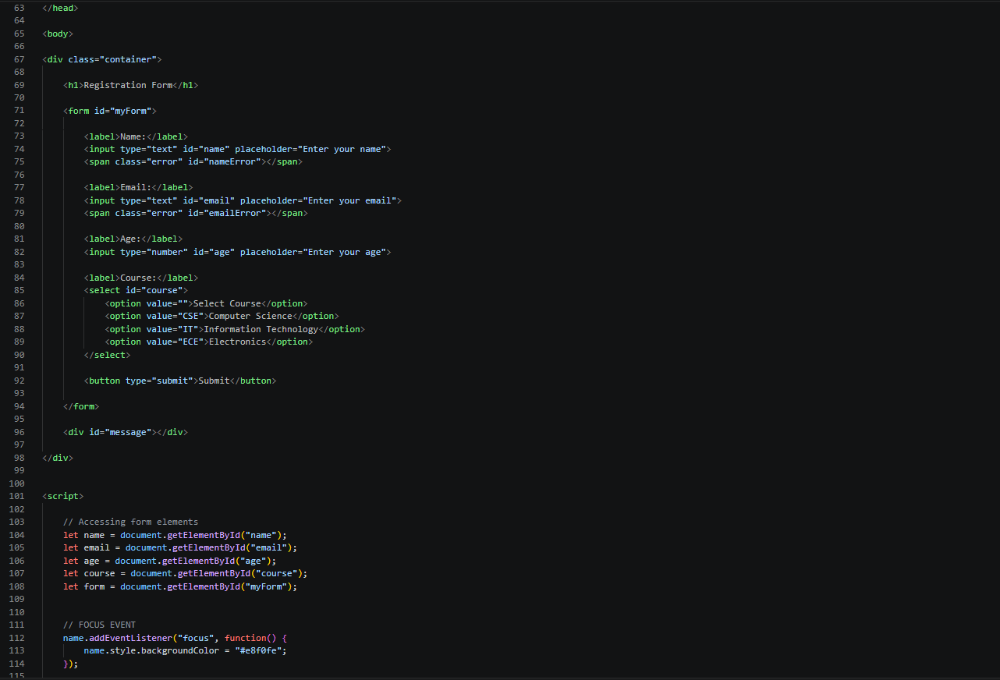 63 </head>
64
65 <body>
66
67 <div class="container">
68
69     <h1>Registration Form</h1>
70
71     <form id="myForm">
72
73         <label>Name:</label>
74         <input type="text" id="name" placeholder="Enter your name">
75         <span class="error" id="nameError"></span>
76
77         <label>Email:</label>
78         <input type="text" id="email" placeholder="Enter your email">
79         <span class="error" id="emailError"></span>
80
81         <label>Age:</label>
82         <input type="number" id="age" placeholder="Enter your age">
83
84         <label>Course:</label>
85         <select id="course">
86             <option value="">Select Course</option>
87             <option value="CSE">Computer Science</option>
88             <option value="IT">Information Technology</option>
89             <option value="ECE">Electronics</option>
90         </select>
91
92         <button type="submit">Submit</button>
93
94     </form>
95
96     <div id="message"></div>
97
98 </div>
99
100
101 <script>
102
103     // Accessing form elements
104     let name = document.getElementById("name");
105     let email = document.getElementById("email");
106     let age = document.getElementById("age");
107     let course = document.getElementById("course");
108     let form = document.getElementById("myForm");
109
110
111     // FOCUS EVENT
112     name.addEventListener("focus", function() {
113         name.style.backgroundColor = "#e8f0fe";
114     });
115